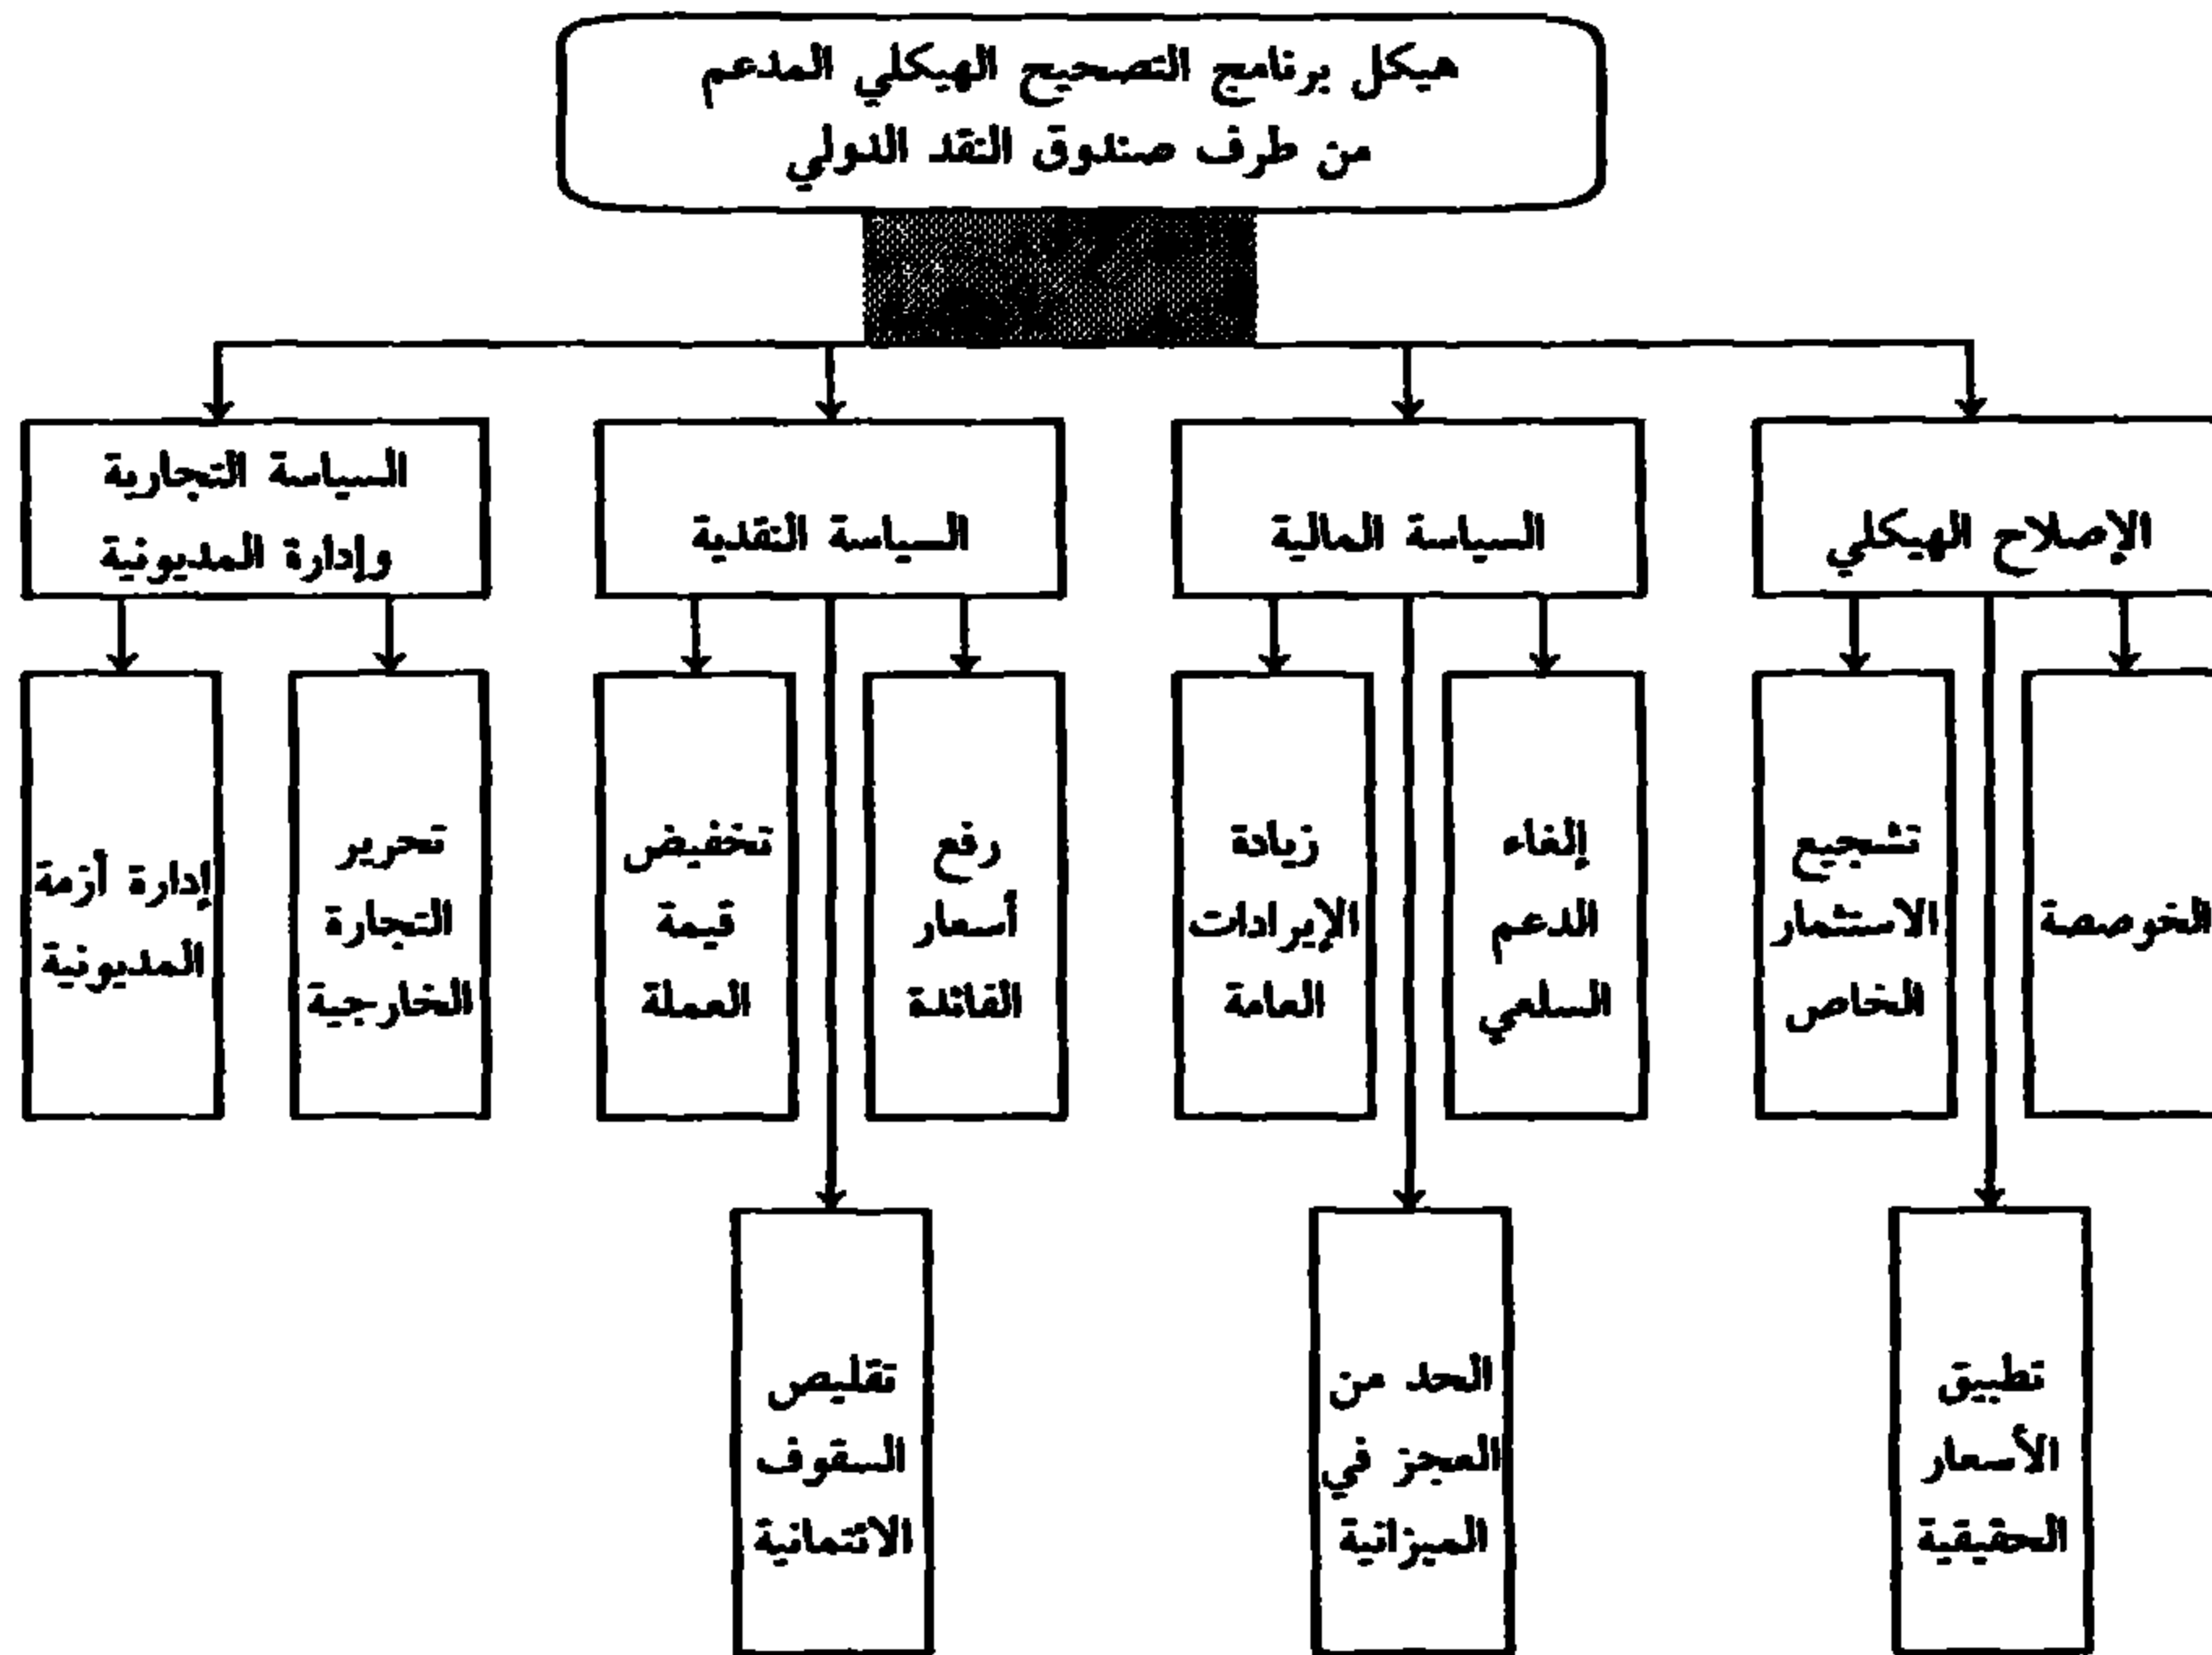 هيكل برنامج التصحيح الهيكلي المدعم
من طرف صندوق النقد الدولي
الإصلاح الهيكلي
السياسة المالية
السياسة النقدية
السياسة التجارية
وإدارة المديونية
الخوصصة
تشجيع
الاستثمار
الخاص
إلغاء
الدعم
السلعي
زيادة
الإيرادات
العامة
رفع
أسعار
الفائدة
تخفيض
قيمة
العملة
تحرير
التجارة
الخارجية
إدارة أزمة
المديونية
تطبيق
الأسعار
الحقيقية
الحد من
العجز في
الميزانية
تقليص
السقوف
الائتمانية